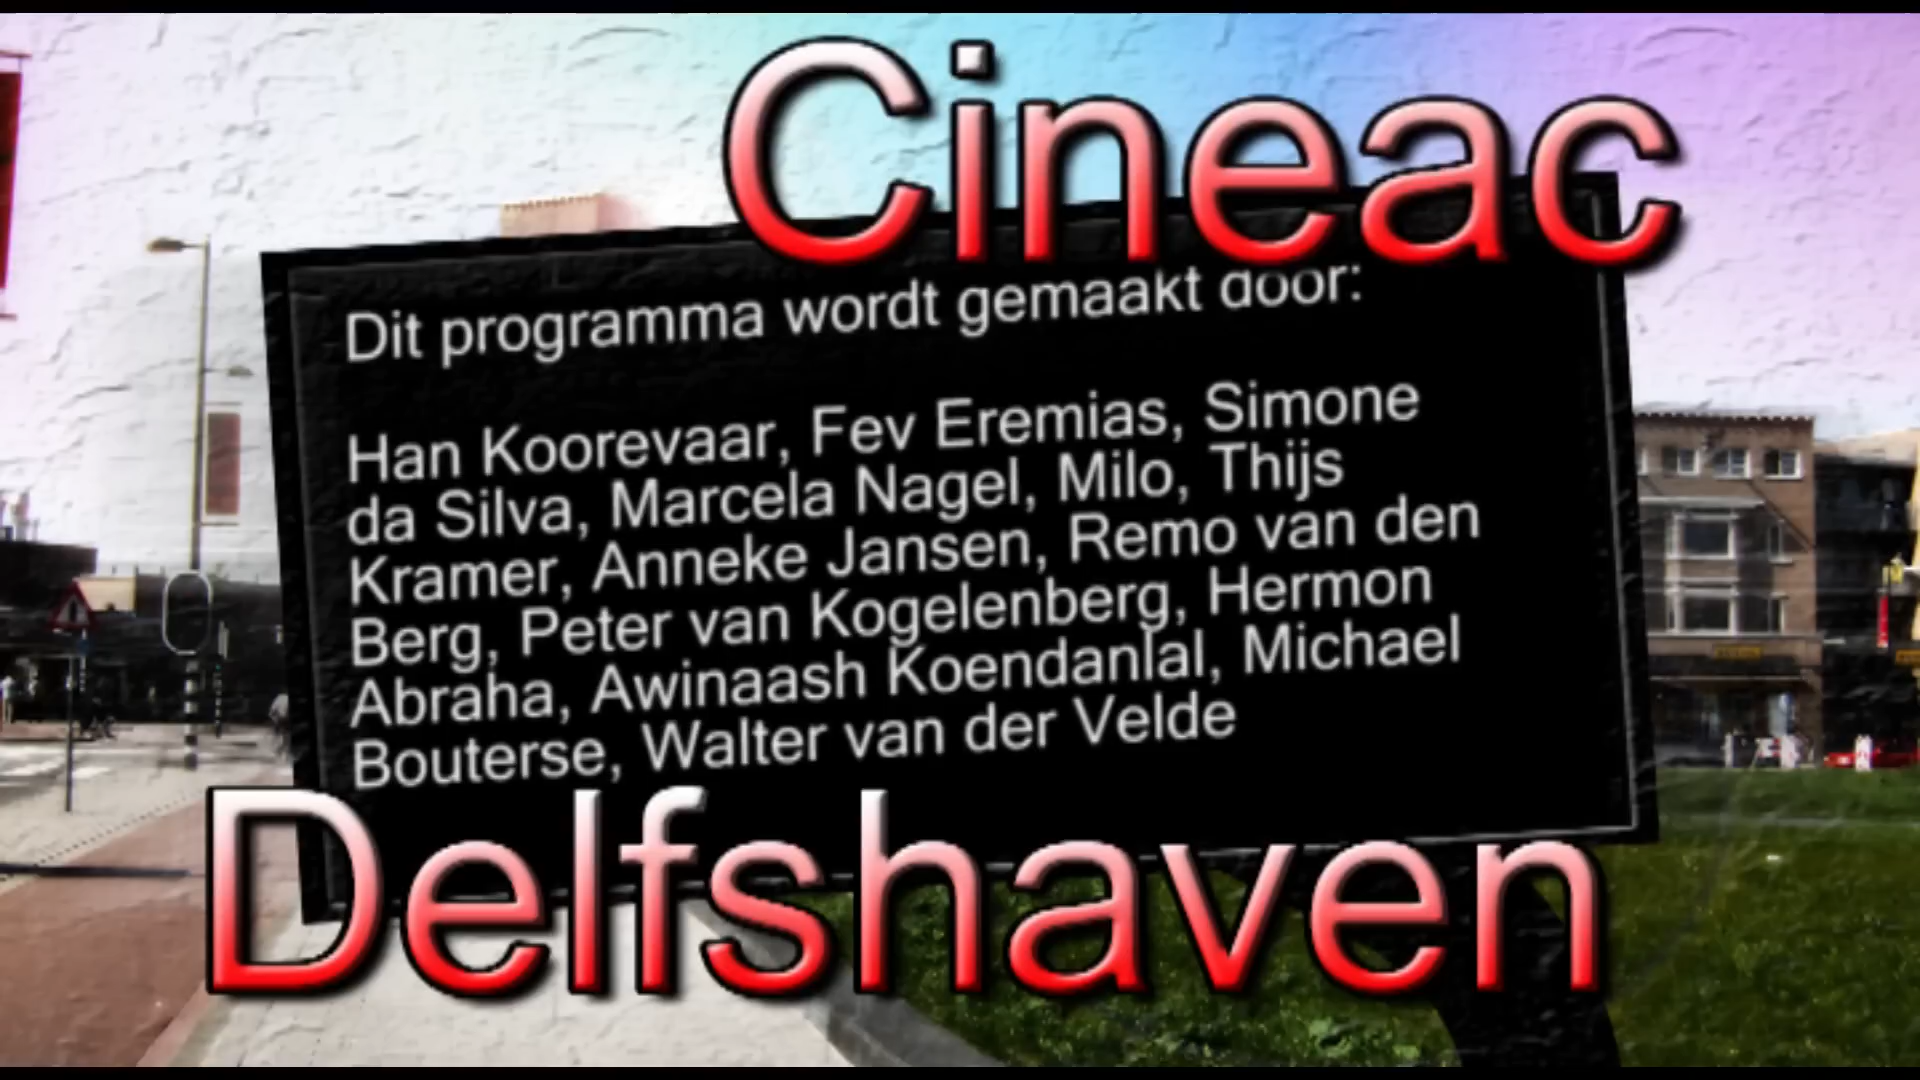 Cineac
Dit programma wordt gemaakt door:
Han Koorevaar, Fev Eremias, Simone
da Silva, Marcela Nagel, Milo, Thijs
Kramer, Anneke Jansen, Remo van den
Berg, Peter van Kogelenberg, Hermon
Abraha, Awinaash Koendanlal, Michael
Bouterse, Walter van der Velde
Delfshaven